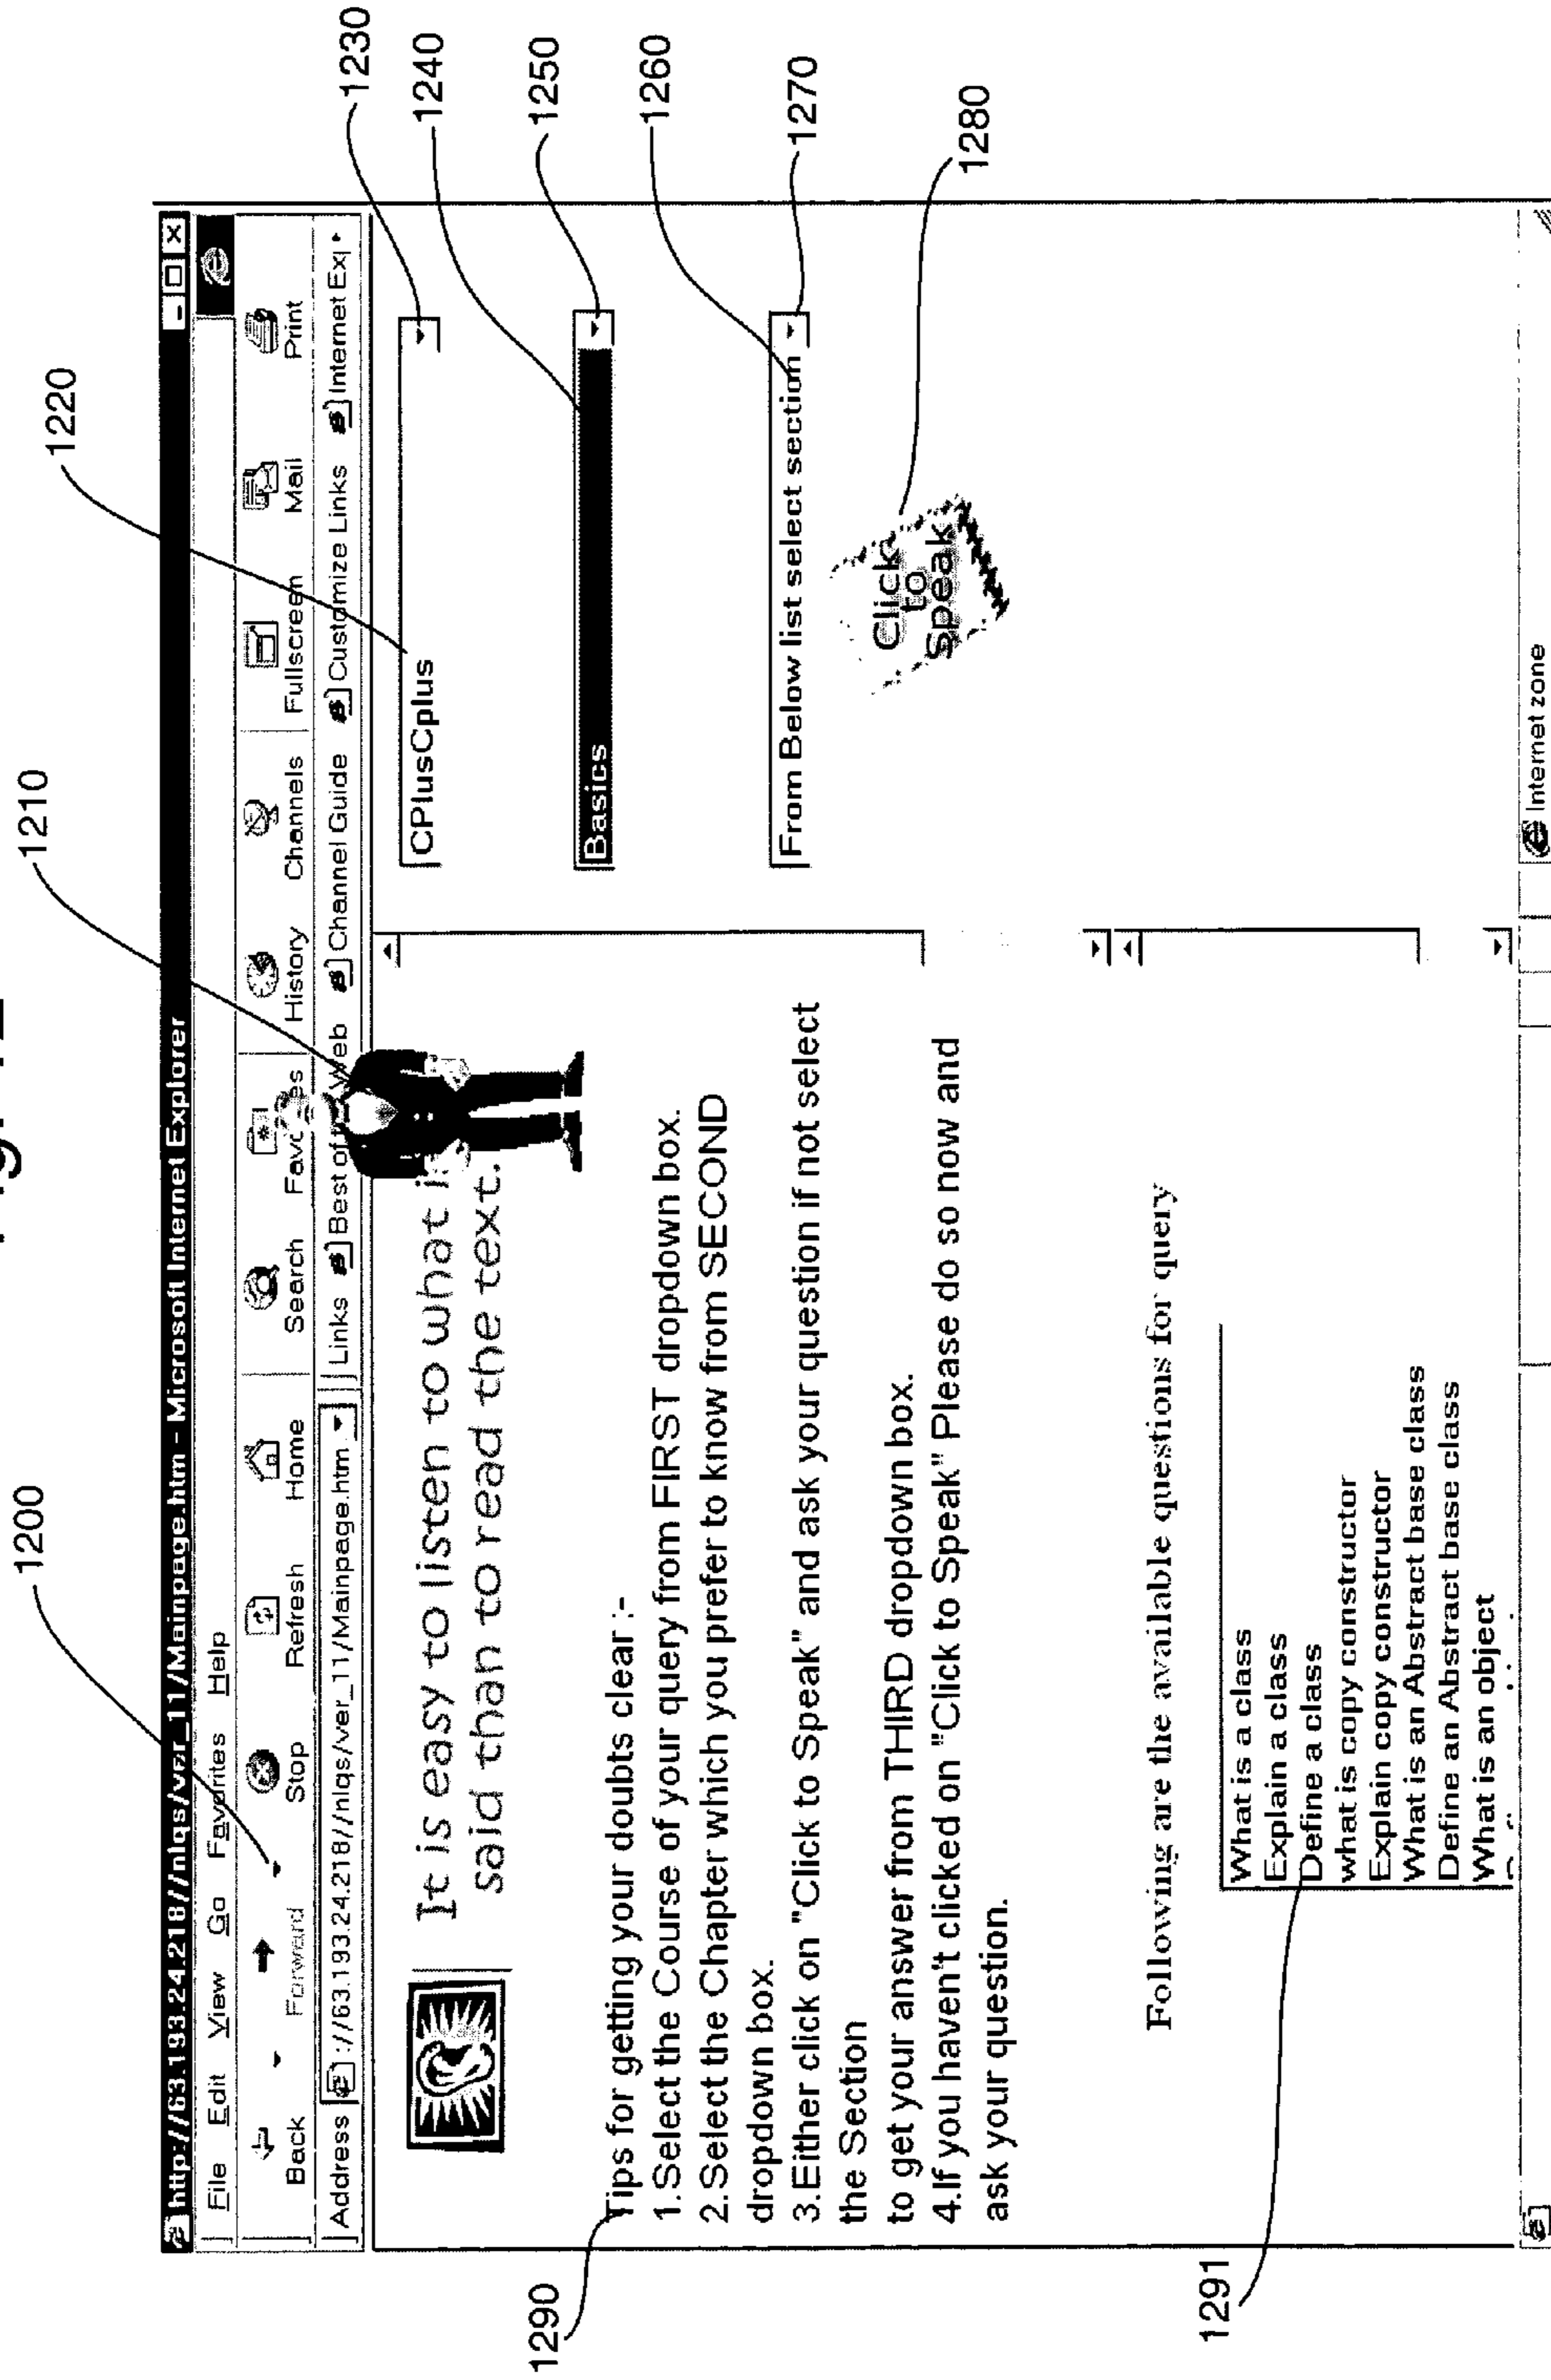 1200
1210
1220
http://63.193.24.218//nlqs/ver_11/Mainpage.htm - Microsoft Internet Explorer
File Edit View Go Favorites Help
Back Forward Stop Refresh Home Search Favorites History Channels Fullscreen Mail Print
Address ://63.193.24.218//nlqs/ver_11/Mainpage.htm Links Best of Web Channel Guide Customize Links Internet Exp
1230
1240
1250
1260
1270
1280
It is easy to listen to what is
said than to read the text.
CPlusCplus
Basics
From Below list select section
Click
to
Speak
1290
Tips for getting your doubts clear :-
1.Select the Course of your query from FIRST dropdown box.
2.Select the Chapter which you prefer to know from SECOND
dropdown box.
3.Either click on "Click to Speak" and ask your question if not select
the Section
to get your answer from THIRD dropdown box.
4.If you haven't clicked on "Click to Speak" Please do so now and
ask your question.
Following are the available questions for query
1291
What is a class
Explain a class
Define a class
what is copy constructor
Explain copy constructor
What is an Abstract base class
Define an Abstract base class
What is an object
Internet zone